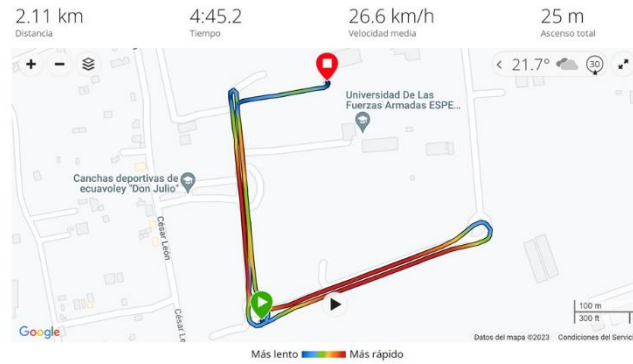 2.11 km
Distancia
4:45.2
Tiempo
26.6 km/h
Velocidad media
25 m
Ascenso total
21.7°
30
Universidad De Las
Fuerzas Armadas ESPE...
Canchas deportivas de
ecuavoley "Don Julio"
César León
César León
100 m
300 ft
Google
Datos del mapa ©2023
Condiciones del Servici
Más lento
Más rápido